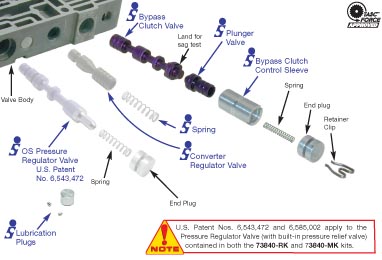 Bypass
Clutch Valve
Land for
sag test
Plunger
Valve
Bypass Clutch
Control Sleeve
Spring
End plug
Retainer
Clip
TASC
FORCE
APPROVED
Valve Body
OS Pressure
Regulator Valve
U.S. Patent
No. 6,543,472
Spring
Converter
Regulator Valve
Spring
End Plug
Lubrication
Plugs
NOTE
U.S. Patent Nos. 6,543,472 and 6,585,002 apply to the
Pressure Regulator Valve (with built-in pressure relief valve)
contained in both the 73840-RK and 73840-MK kits.